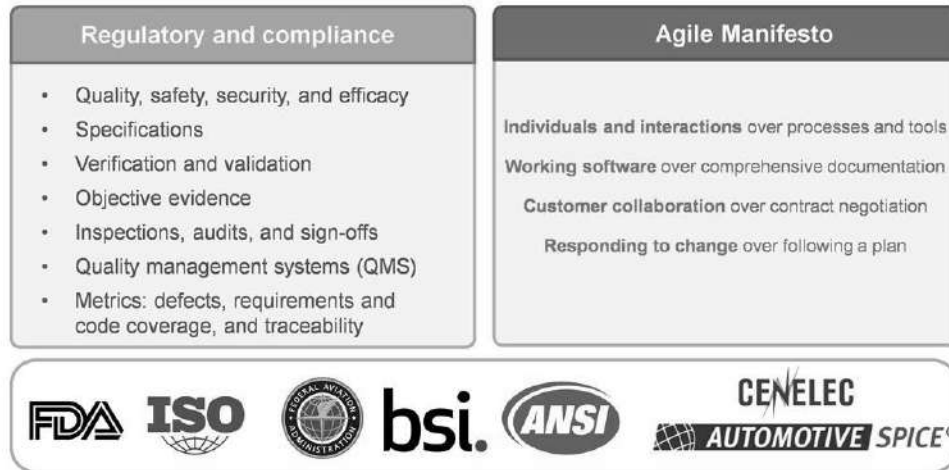 Regulatory and compliance
• Quality, safety, security, and efficacy
• Specifications
• Verification and validation
• Objective evidence
• Inspections, audits, and sign-offs
• Quality management systems (QMS)
• Metrics: defects, requirements and
code coverage, and traceability
Agile Manifesto
Individuals and interactions over processes and tools
Working software over comprehensive documentation
Customer collaboration over contract negotiation
Responding to change over following a plan
FDA
ISO
FEDERAL AVIATION
ADMINISTRATION
bsi.
ANSI
CENELEC
AUTOMOTIVE SPICE